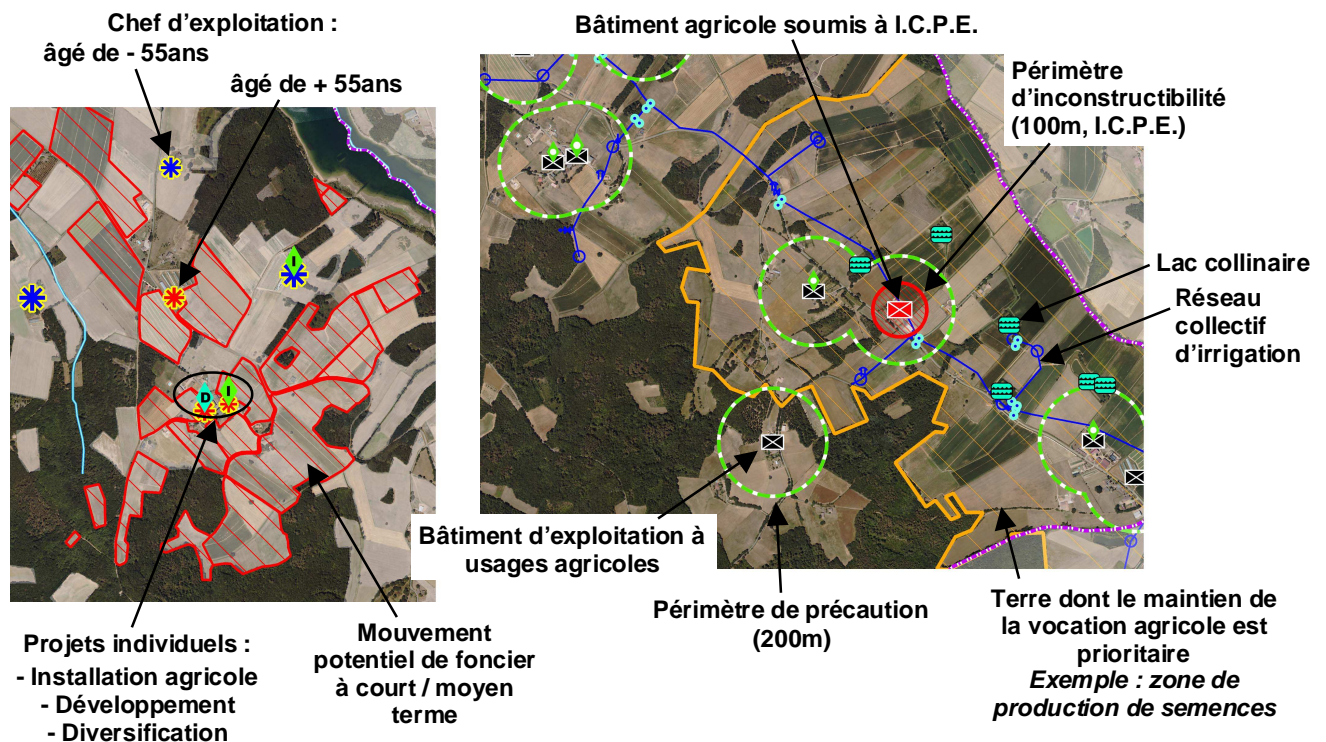 Chef d’exploitation :
âgé de - 55ans
âgé de + 55ans
I
D
I
Projets individuels :
- Installation agricole
- Développement
- Diversification
Mouvement
potentiel de foncier
à court / moyen
terme
Bâtiment agricole soumis à I.C.P.E.
Périmètre
d’inconstructibilité
(100m, I.C.P.E.)
Lac collinaire
Réseau
collectif
d’irrigation
Bâtiment d’exploitation à
usages agricoles
Périmètre de précaution
(200m)
Terre dont le maintien de
la vocation agricole est
prioritaire
Exemple : zone de
production de semences